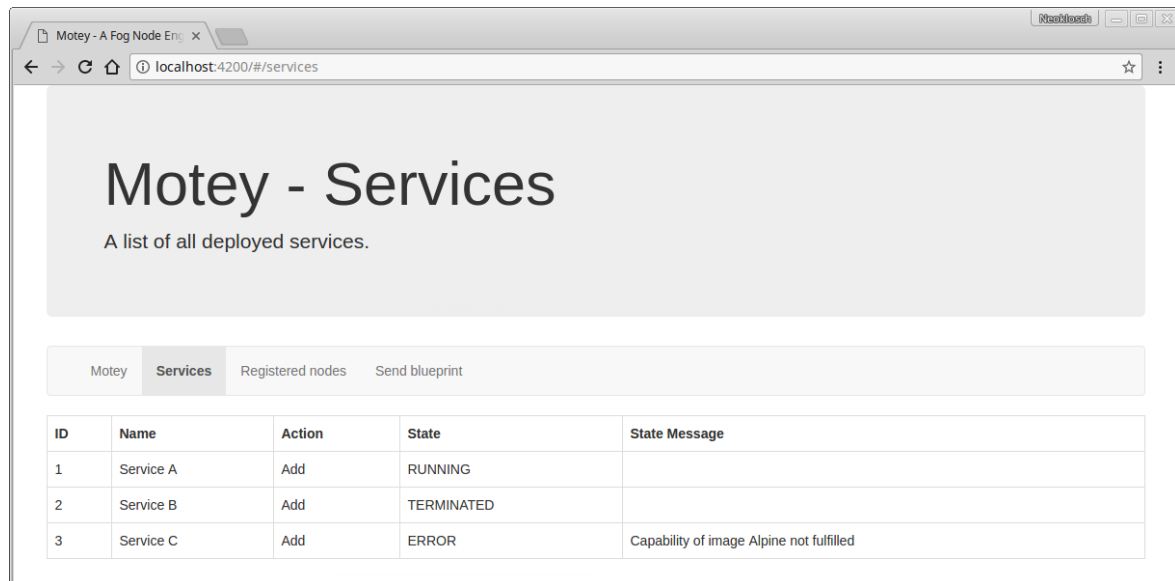 Neoklosch
Motey - A Fog Node Eng
localhost:4200/#/services
Motey - Services
A list of all deployed services.
Motey Services Registered nodes Send blueprint
ID Name Action State State Message
1 Service A Add RUNNING
2 Service B Add TERMINATED
3 Service C Add ERROR Capability of image Alpine not fulfilled